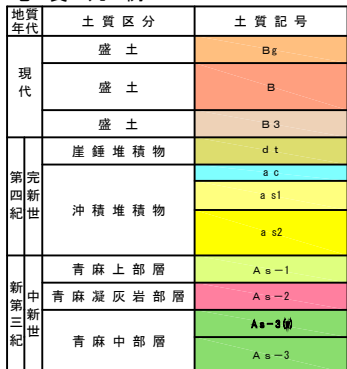 地質年代 土質区分 土質記号
現代 盛土 Bg
盛土 B
盛土 B3
第四紀 完新世 崖錐堆積物 dt
沖積堆積物 ac
as1
as2
新第三紀 中新世 青麻上部層 As-1
青麻凝灰岩部層 As-2
青麻中部層
As-3